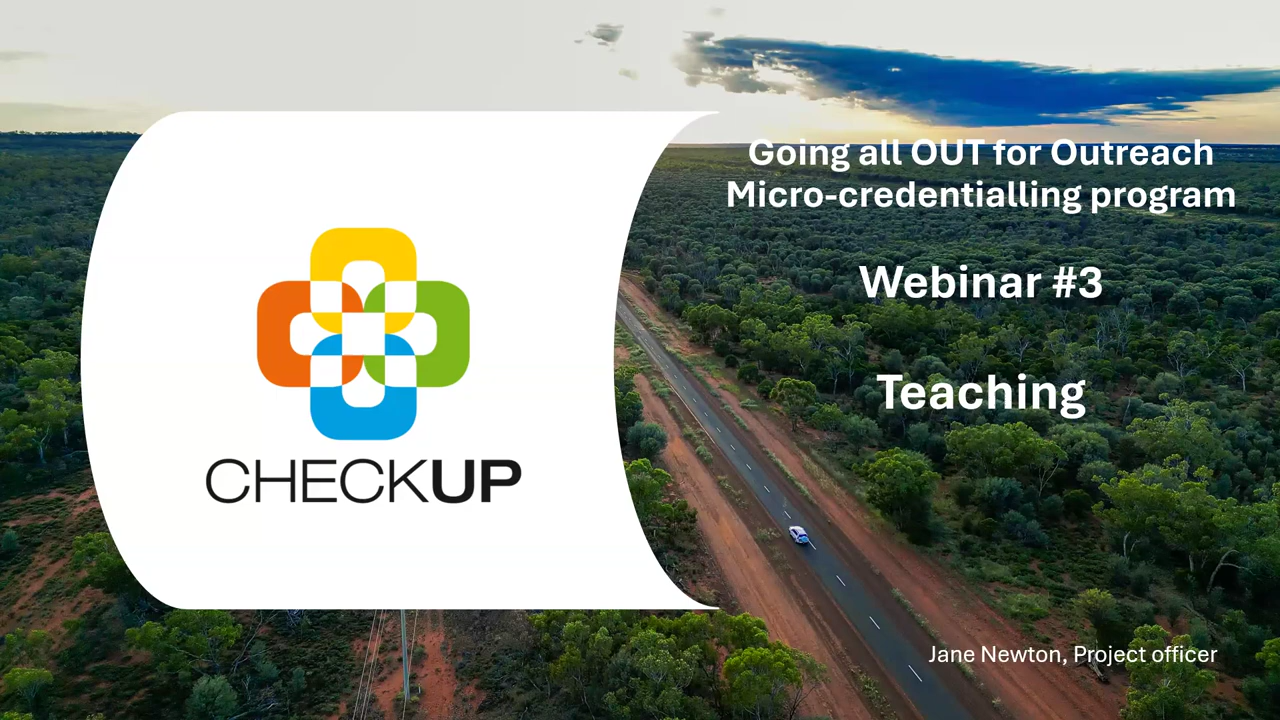 Going all OUT for Outreach
Micro-credentialling program
Webinar #3
Teaching
CHECKUP
Jane Newton, Project officer